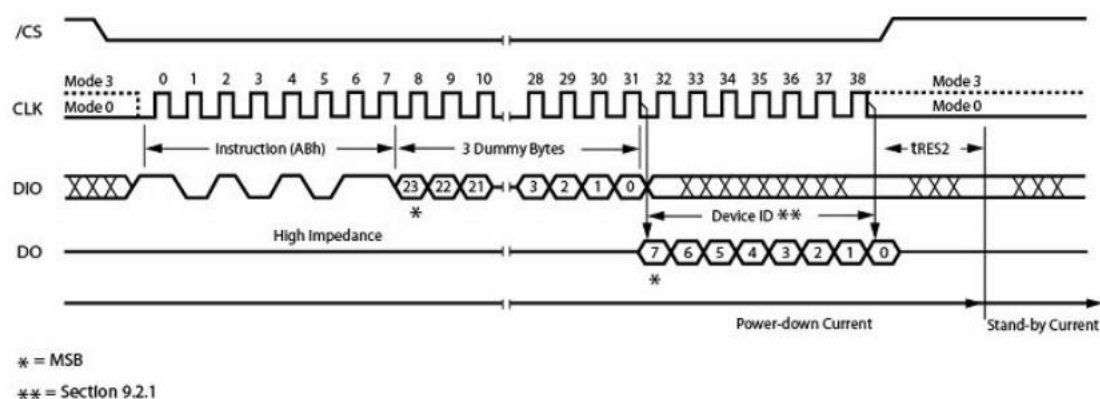 /CS
Mode 3 0 1 2 3 4 5 6 7 8 9 10 28 29 30 31 32 33 34 35 36 37 38 Mode 3
CLK Mode 0 Mode 0
Instruction (ABh) 3 Dummy Bytes tRES2
DIO 23 22 21 3 2 1 0
* Device ID **
High Impedance
DO 7 6 5 4 3 2 1 0
*
Power-down Current Stand-by Current
* = MSB
** = Section 9.2.1